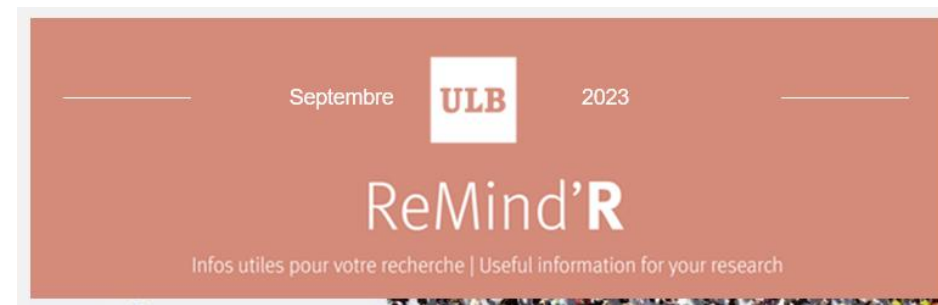 Septembre ULB 2023
ReMind'R
Infos utiles pour votre recherche | Useful information for your research